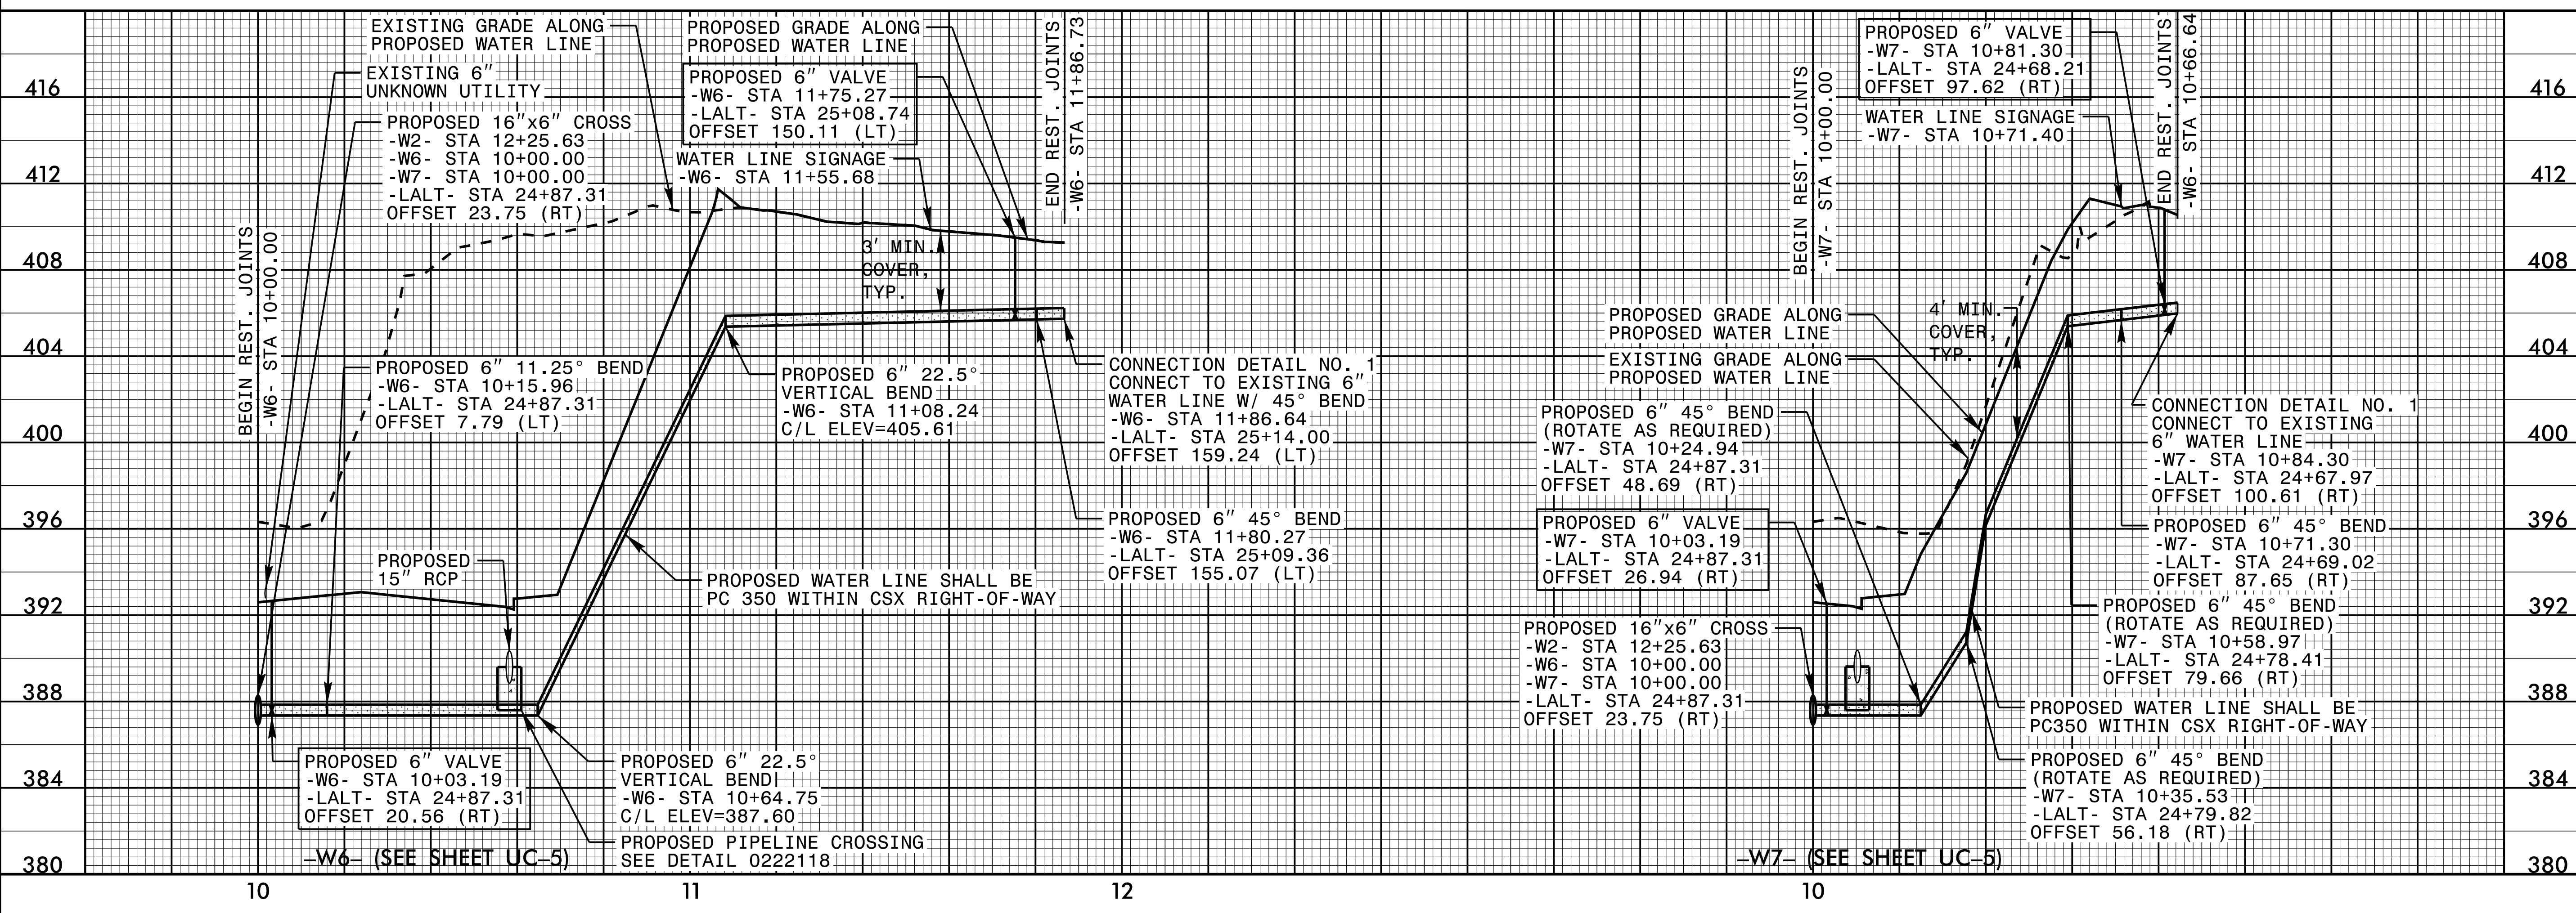 EXISTING GRADE ALONG
PROPOSED WATER LINE
EXISTING 6"
UNKNOWN UTILITY
PROPOSED 16"x6" CROSS
-W2- STA 12+25.63
-W6- STA 10+00.00
-W7- STA 10+00.00
-LALT- STA 24+87.31
OFFSET 23.75 (RT)
PROPOSED GRADE ALONG
PROPOSED WATER LINE
PROPOSED 6" VALVE
-W6- STA 11+75.27
-LALT- STA 25+08.74
OFFSET 150.11 (LT)
WATER LINE SIGNAGE
-W6- STA 11+55.68
END REST. JOINTS
-W6- STA 11+86.73
BEGIN REST. JOINTS
-W6- STA 10+00.00
3' MIN.
COVER,
TYP.
PROPOSED 6" 11.25° BEND
-W6- STA 10+15.96
-LALT- STA 24+87.31
OFFSET 7.79 (LT)
PROPOSED 6" 22.5°
VERTICAL BEND
-W6- STA 11+08.24
C/L ELEV=405.61
CONNECTION DETAIL NO. 1
CONNECT TO EXISTING 6"
WATER LINE W/ 45° BEND
-W6- STA 11+86.64
-LALT- STA 25+14.00
OFFSET 159.24 (LT)
PROPOSED 6" 45° BEND
-W6- STA 11+80.27
-LALT- STA 25+09.36
OFFSET 155.07 (LT)
PROPOSED
15" RCP
PROPOSED WATER LINE SHALL BE
PC 350 WITHIN CSX RIGHT-OF-WAY
PROPOSED 6" VALVE
-W6- STA 10+03.19
-LALT- STA 24+87.31
OFFSET 20.56 (RT)
PROPOSED 6" 22.5°
VERTICAL BEND
-W6- STA 10+64.75
C/L ELEV=387.60
PROPOSED PIPELINE CROSSING
SEE DETAIL 0222118
-W6- (SEE SHEET UC-5)
BEGIN REST. JOINTS
-W7- STA 10+00.00
PROPOSED 6" VALVE
-W7- STA 10+81.30
-LALT- STA 24+68.21
OFFSET 97.62 (RT)
WATER LINE SIGNAGE
-W7- STA 10+71.40
END REST. JOINTS
-W6- STA 10+66.64
PROPOSED GRADE ALONG
PROPOSED WATER LINE
EXISTING GRADE ALONG
PROPOSED WATER LINE
4' MIN.
COVER,
TYP.
PROPOSED 6" 45° BEND
(ROTATE AS REQUIRED)
-W7- STA 10+24.94
-LALT- STA 24+87.31
OFFSET 48.69 (RT)
PROPOSED 6" VALVE
-W7- STA 10+03.19
-LALT- STA 24+87.31
OFFSET 26.94 (RT)
PROPOSED 16"x6" CROSS
-W2- STA 12+25.63
-W6- STA 10+00.00
-W7- STA 10+00.00
-LALT- STA 24+87.31
OFFSET 23.75 (RT)
CONNECTION DETAIL NO. 1
CONNECT TO EXISTING
6" WATER LINE
-W7- STA 10+84.30
-LALT- STA 24+67.97
OFFSET 100.61 (RT)
PROPOSED 6" 45° BEND
-W7- STA 10+71.30
-LALT- STA 24+69.02
OFFSET 87.65 (RT)
PROPOSED 6" 45° BEND
(ROTATE AS REQUIRED)
-W7- STA 10+58.97
-LALT- STA 24+78.41
OFFSET 79.66 (RT)
PROPOSED WATER LINE SHALL BE
PC350 WITHIN CSX RIGHT-OF-WAY
PROPOSED 6" 45° BEND
(ROTATE AS REQUIRED)
-W7- STA 10+35.53
-LALT- STA 24+79.82
OFFSET 56.18 (RT)
-W7- (SEE SHEET UC-5)
416
412
408
404
400
396
392
388
384
380
416
412
408
404
400
396
392
388
384
380
10
11
12
10